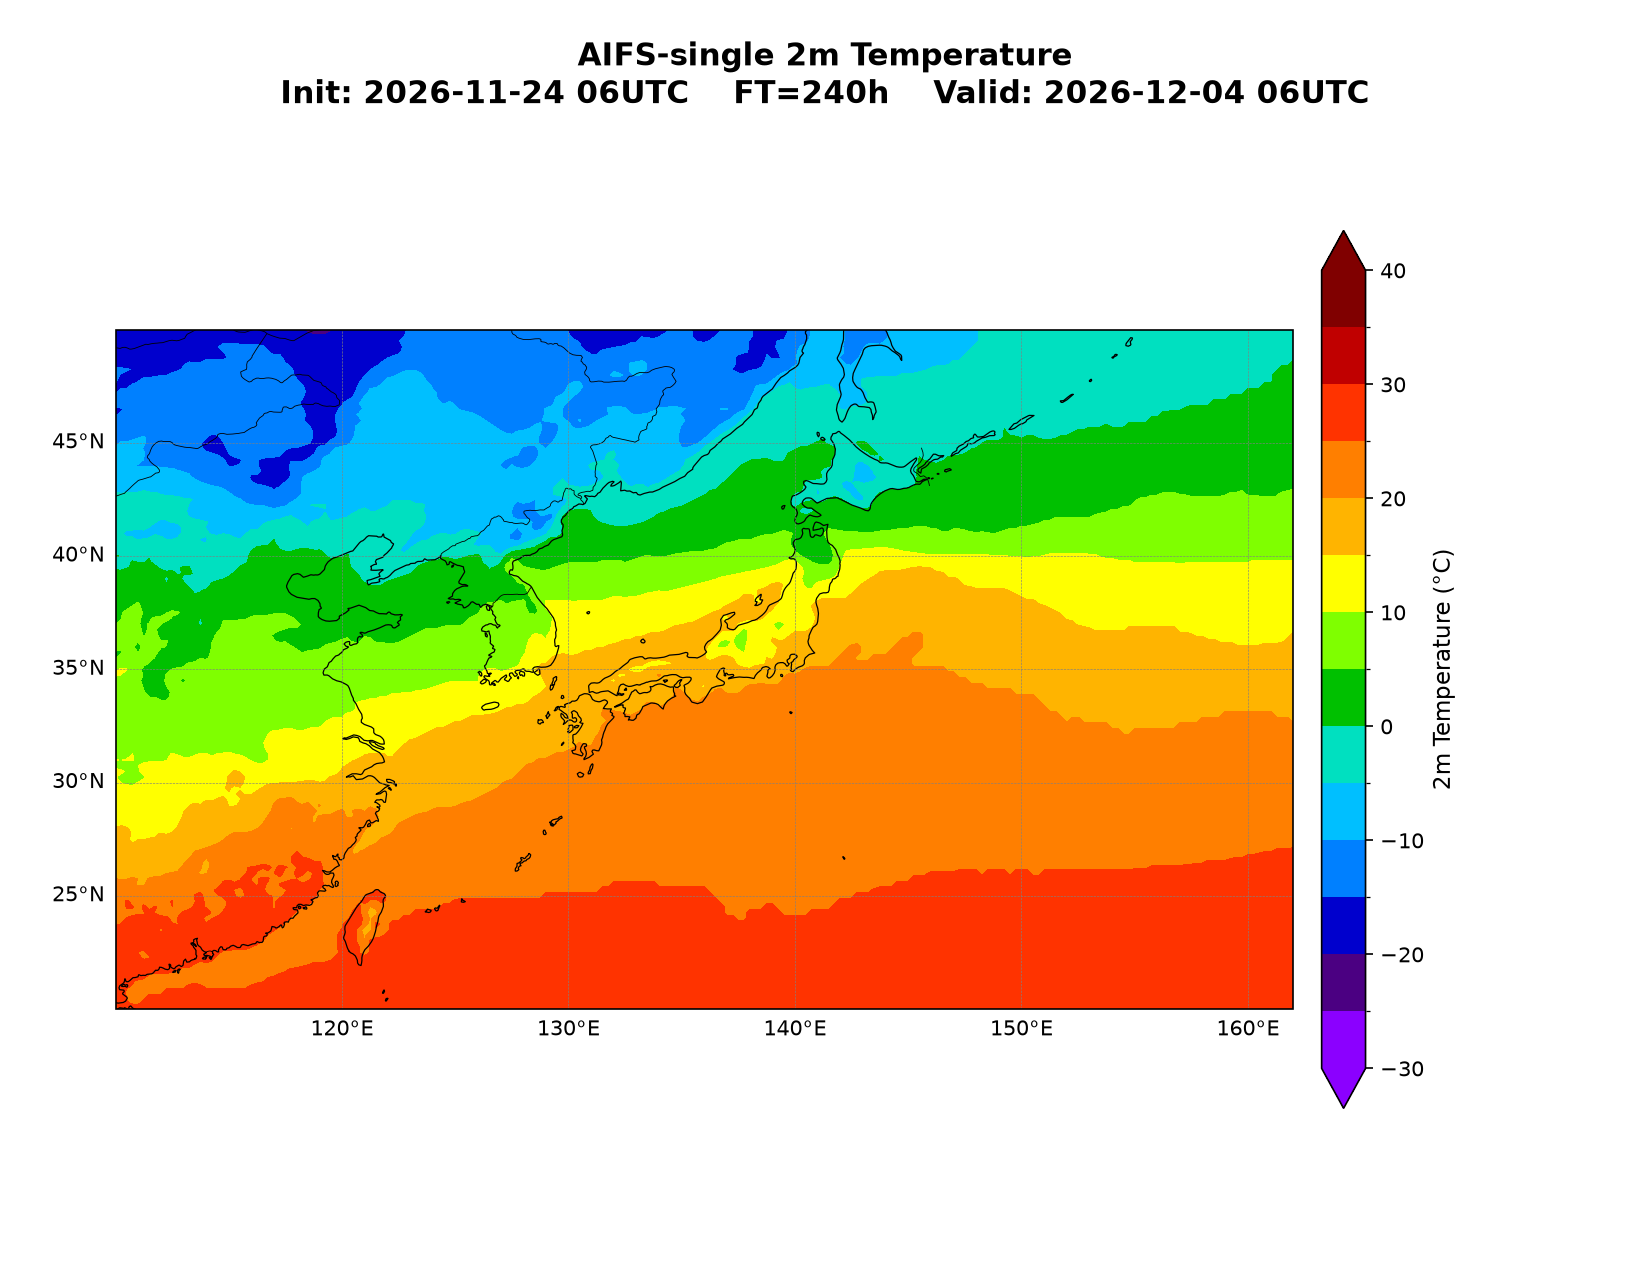 AIFS-single 2m Temperature
Init: 2026-11-24 06UTC    FT=240h    Valid: 2026-12-04 06UTC
45°N
40°N
35°N
30°N
25°N
120°E
130°E
140°E
150°E
160°E
40
30
20
10
0
−10
−20
−30
2m Temperature (°C)